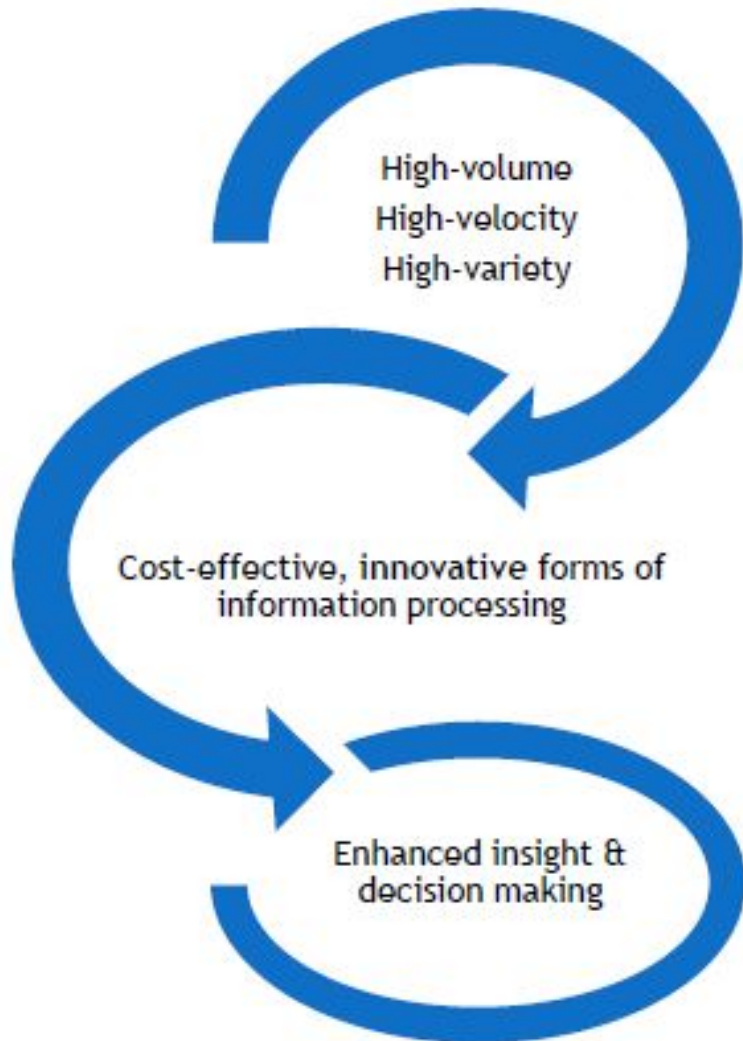 High-volume
High-velocity
High-variety
Cost-effective, innovative forms of
information processing
Enhanced insight &
decision making